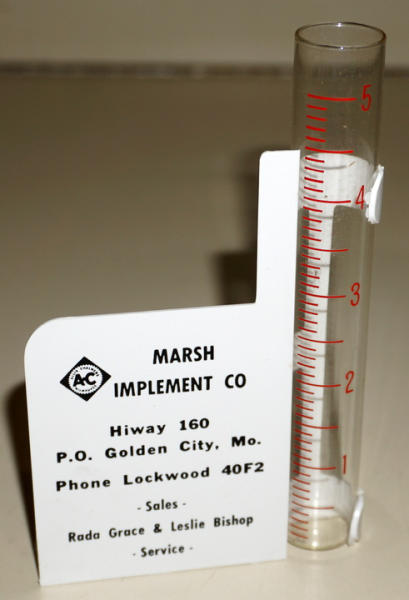 5
4
3
2
1
A-C
MARSH
IMPLEMENT CO
Hiway 160
P.O. Golden City, Mo.
Phone Lockwood 40F2
- Sales -
Rada Grace & Leslie Bishop
- Service -